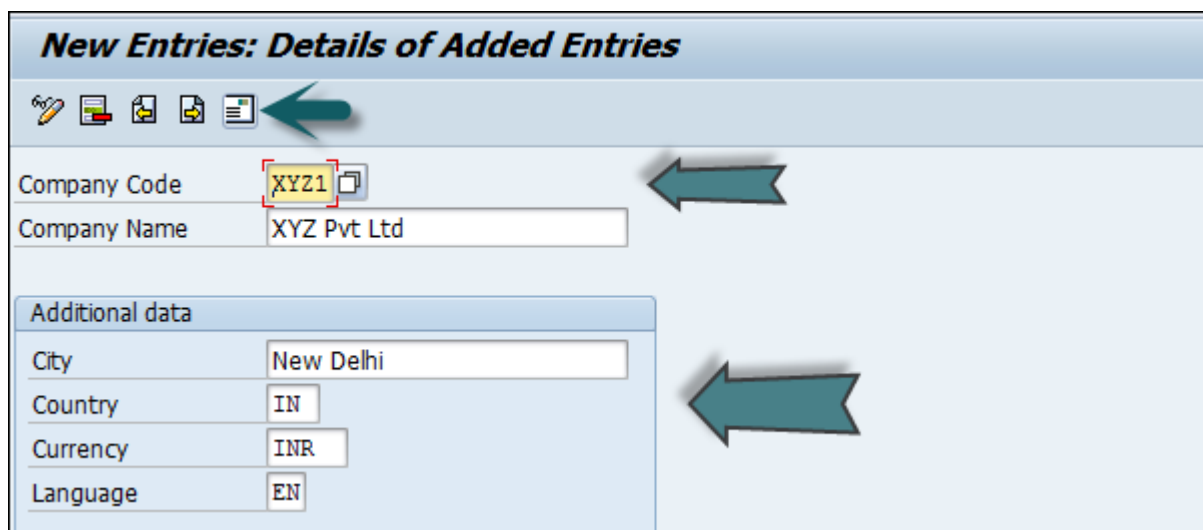 New Entries: Details of Added Entries
Company Code XYZ1
Company Name XYZ Pvt Ltd
Additional data
City New Delhi
Country IN
Currency INR
Language EN